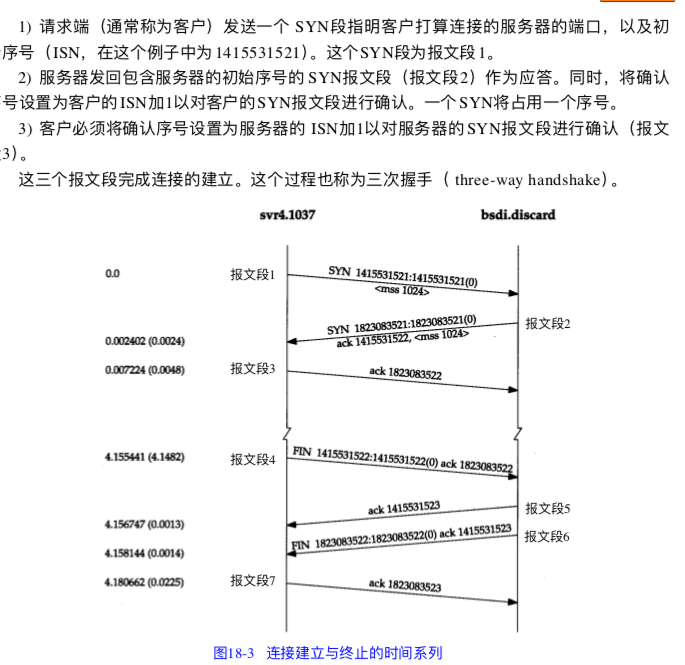 1) 请求端（通常称为客户）发送一个 SYN段指明客户打算连接的服务器的端口，以及初
序号（ISN，在这个例子中为1415531521）。这个SYN段为报文段1。
2) 服务器发回包含服务器的初始序号的 SYN报文段（报文段2）作为应答。同时，将确认
号设置为客户的ISN加1以对客户的SYN报文段进行确认。一个SYN将占用一个序号。
3) 客户必须将确认序号设置为服务器的 ISN加1以对服务器的SYN报文段进行确认（报文
3）。
这三个报文段完成连接的建立。这个过程也称为三次握手（ three-way handshake）。
svr4.1037 bsdi.discard
0.0 报文段1 SYN 1415531521:1415531521(0)
<mss 1024>
SYN 1823083521:1823083521(0) 报文段2
0.002402 (0.0024) ack 1415531522, <mss 1024>
0.007224 (0.0048) 报文段3 ack 1823083522
4.155441 (4.1482) 报文段4 FIN 1415531522:1415531522(0) ack 1823083522
ack 1415531523 报文段5
4.156747 (0.0013)
FIN 1823083522:1823083522(0) ack 1415531523 报文段6
4.158144 (0.0014)
4.180662 (0.0225) 报文段7 ack 1823083523
图18-3 连接建立与终止的时间系列